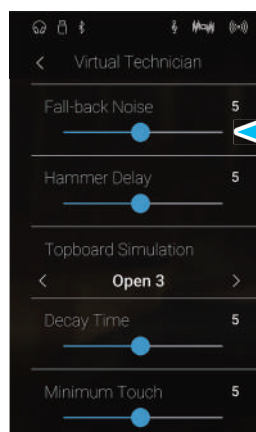 Virtual Technician
Fall-back Noise 5
Hammer Delay 5
Topboard Simulation
Open 3
Decay Time 5
Minimum Touch 5